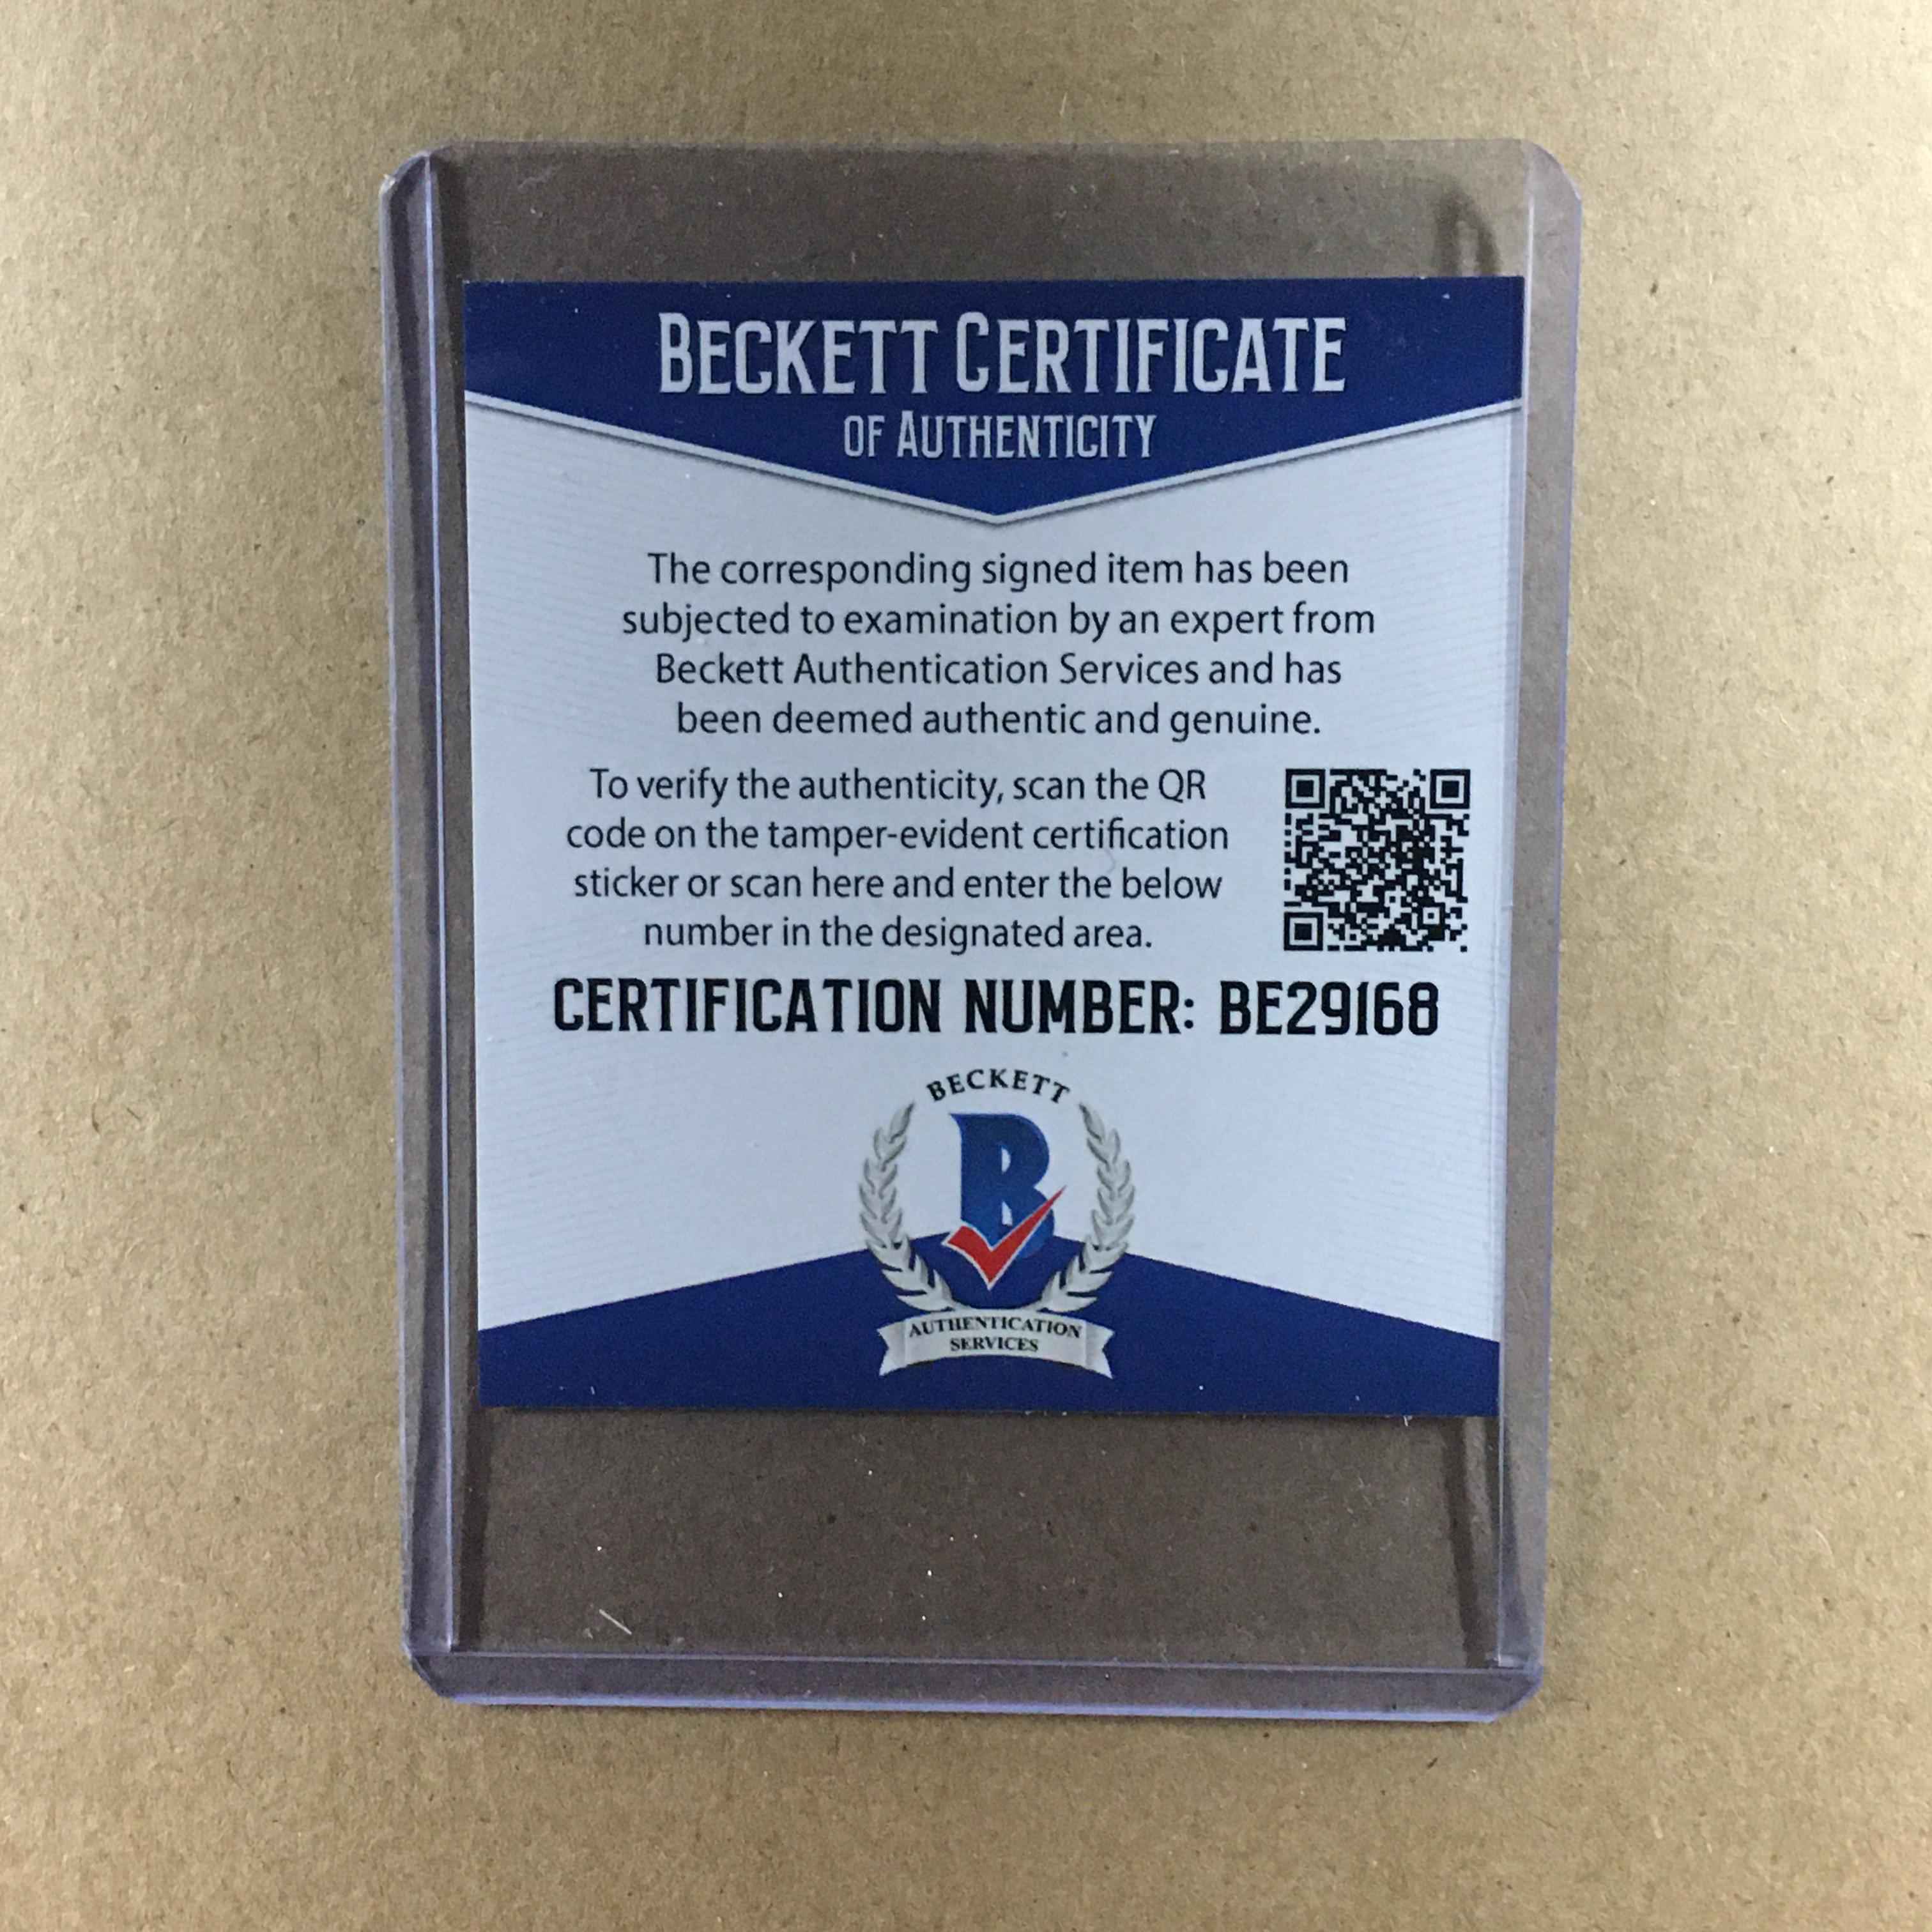 BECKETT CERTIFICATE
OF AUTHENTICITY
The corresponding signed item has been
subjected to examination by an expert from
Beckett Authentication Services and has
been deemed authentic and genuine.
To verify the authenticity, scan the QR
code on the tamper-evident certification
sticker or scan here and enter the below
number in the designated area.
CERTIFICATION NUMBER: BE29168
BECKETT
B
AUTHENTICATION
SERVICES